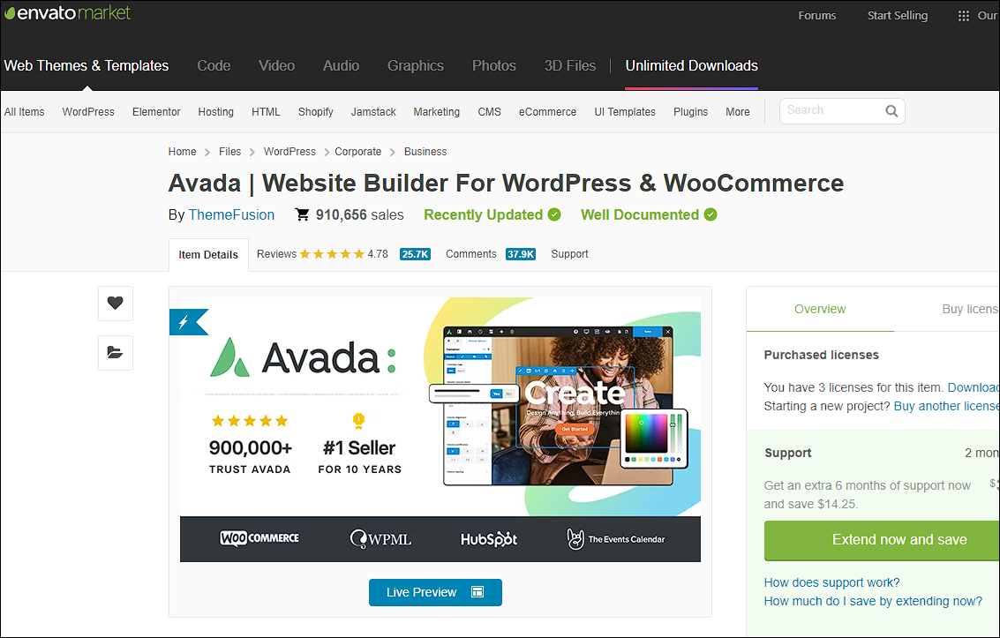 envatomarket
Forums Start Selling Our
Web Themes & Templates Code Video Audio Graphics Photos 3D Files Unlimited Downloads
All Items WordPress Elementor Hosting HTML Shopify Jamstack Marketing CMS eCommerce UI Templates Plugins More Search
Home Files WordPress Corporate Business
Avada | Website Builder For WordPress & WooCommerce
By ThemeFusion 910,656 sales Recently Updated Well Documented
Item Details Reviews 4.78 25.7K Comments 37.9K Support
Avada
900,000+
TRUST AVADA
#1 Seller
FOR 10 YEARS
Create
Design Anything, Build Everything
Get Started
WOO COMMERCE WPML HubSpot The Events Calendar
Live Preview
Overview Buy licens
Purchased licenses
You have 3 licenses for this item. Download
Starting a new project? Buy another license
Support 2 mon
Get an extra 6 months of support now
and save $14.25.
Extend now and save
How does support work?
How much do I save by extending now?